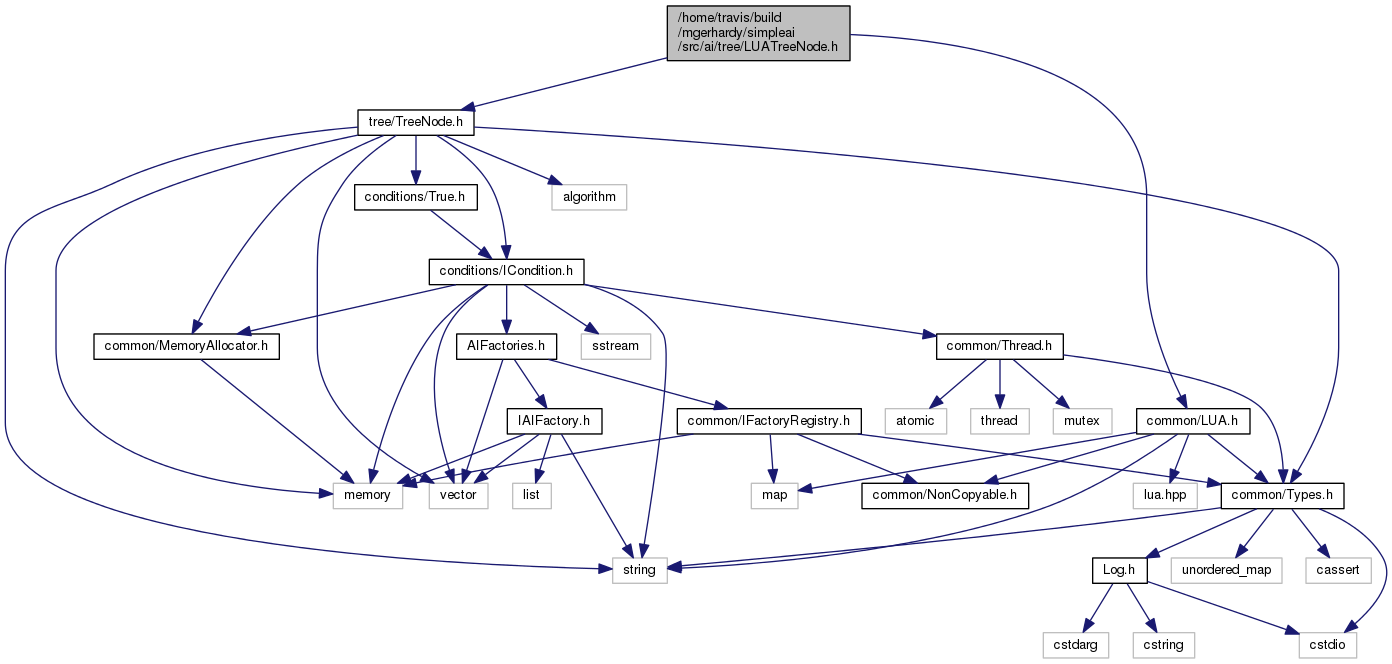 /home/travis/build
/mgerhardy/simpleai
/src/ai/tree/LUATreeNode.h
tree/TreeNode.h
conditions/True.h
algorithm
conditions/ICondition.h
common/MemoryAllocator.h
AIFactories.h
sstream
common/Thread.h
IAIFactory.h
common/IFactoryRegistry.h
atomic
thread
mutex
common/LUA.h
memory
vector
list
map
common/NonCopyable.h
lua.hpp
common/Types.h
string
Log.h
unordered_map
cassert
cstdarg
cstring
cstdio